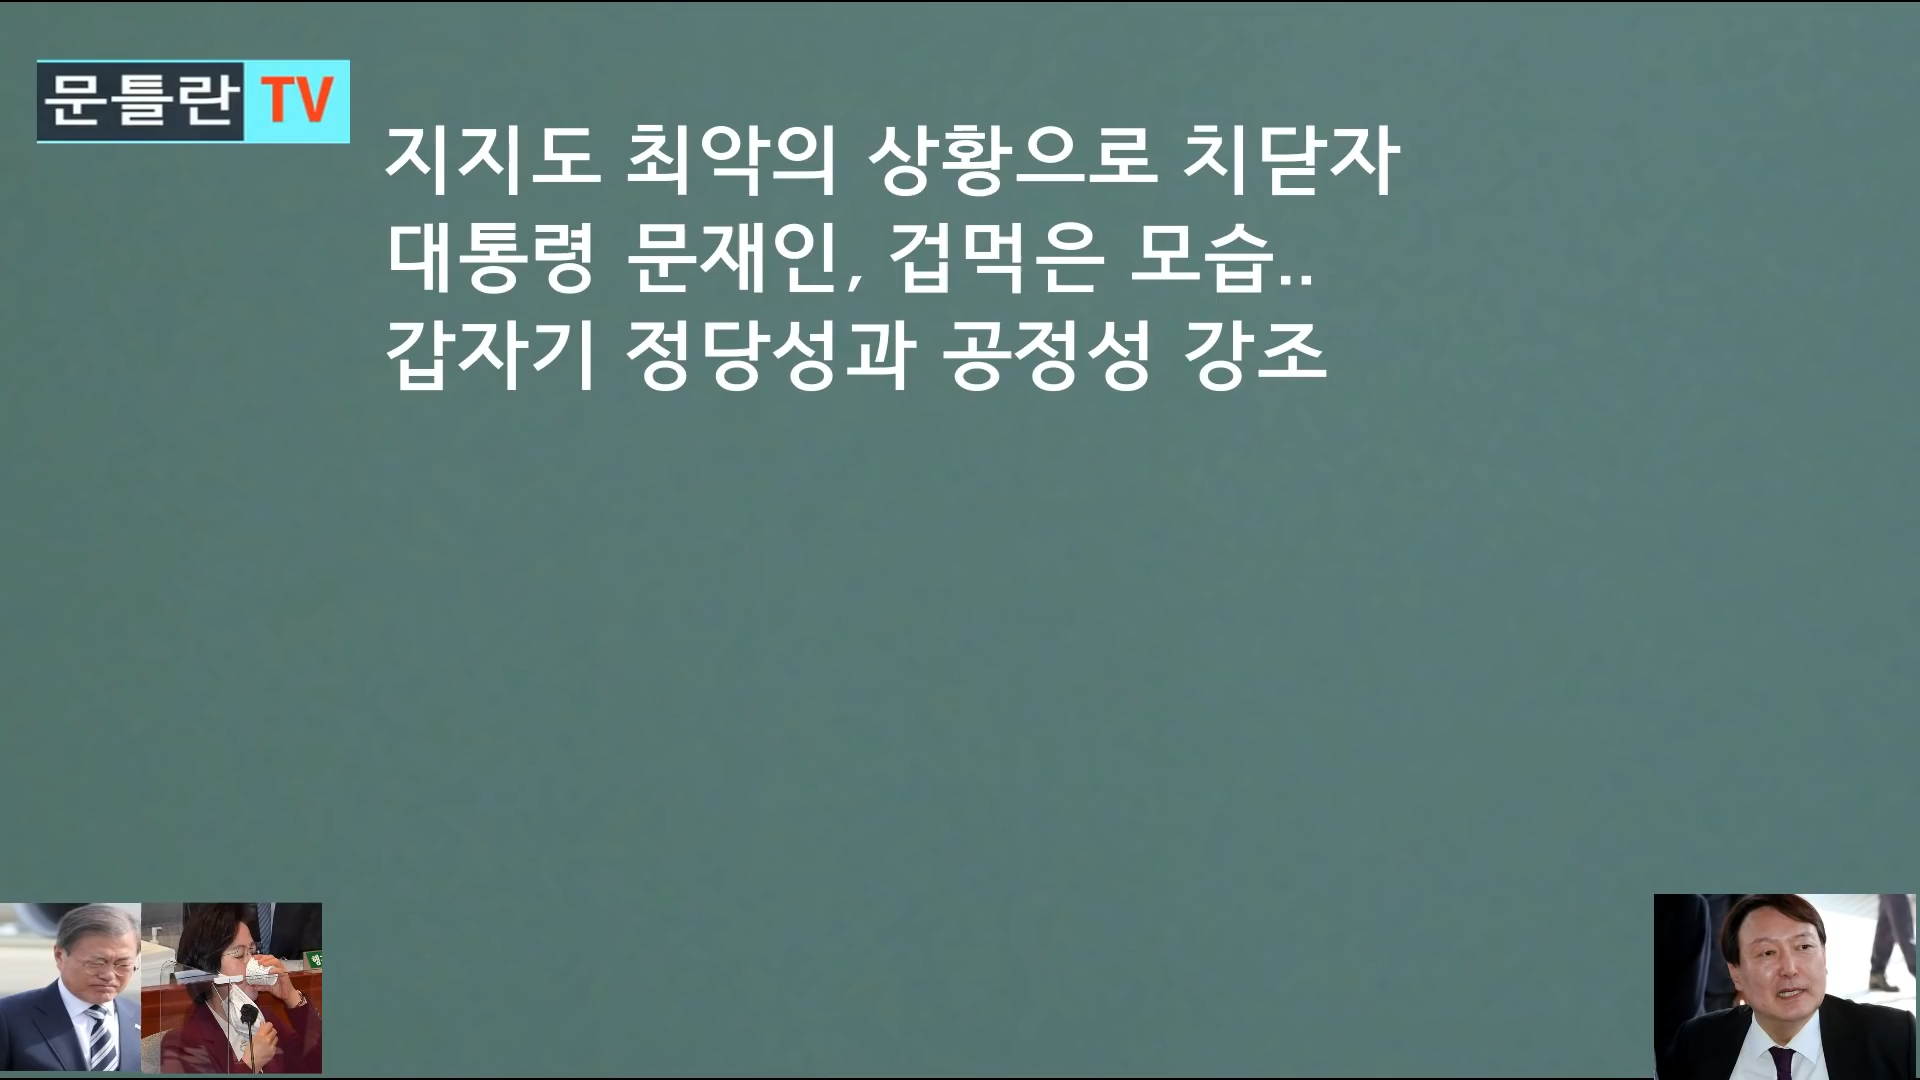 문틀란 TV
지지도 최악의 상황으로 치닫자
대통령 문재인, 겁먹은 모습..
갑자기 정당성과 공정성 강조